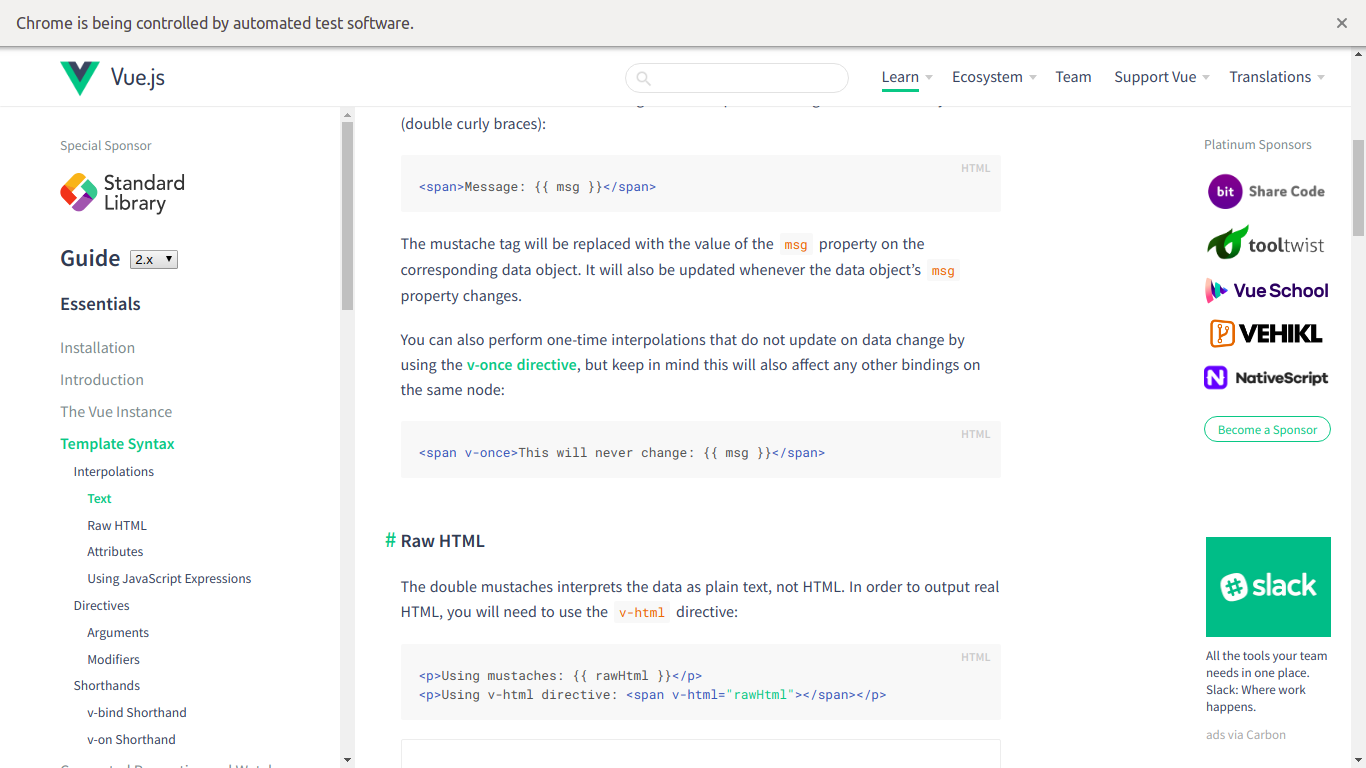 Chrome is being controlled by automated test software.
Vue.js
Learn
Ecosystem
Team
Support Vue
Translations
Special Sponsor
Standard
Library
Guide
2.x
Essentials
Installation
Introduction
The Vue Instance
Template Syntax
Interpolations
Text
Raw HTML
Attributes
Using JavaScript Expressions
Directives
Arguments
Modifiers
Shorthands
v-bind Shorthand
v-on Shorthand
(double curly braces):
HTML
<span>Message: {{ msg }}</span>
The mustache tag will be replaced with the value of the msg property on the
corresponding data object. It will also be updated whenever the data object’s msg
property changes.
You can also perform one-time interpolations that do not update on data change by
using the v-once directive, but keep in mind this will also affect any other bindings on
the same node:
HTML
<span v-once>This will never change: {{ msg }}</span>
# Raw HTML
The double mustaches interprets the data as plain text, not HTML. In order to output real
HTML, you will need to use the v-html directive:
HTML
<p>Using mustaches: {{ rawHtml }}</p>
<p>Using v-html directive: <span v-html="rawHtml"></span></p>
Platinum Sponsors
bit Share Code
tooltwist
Vue School
VEHIKL
NativeScript
Become a Sponsor
slack
All the tools your team
needs in one place.
Slack: Where work
happens.
ads via Carbon